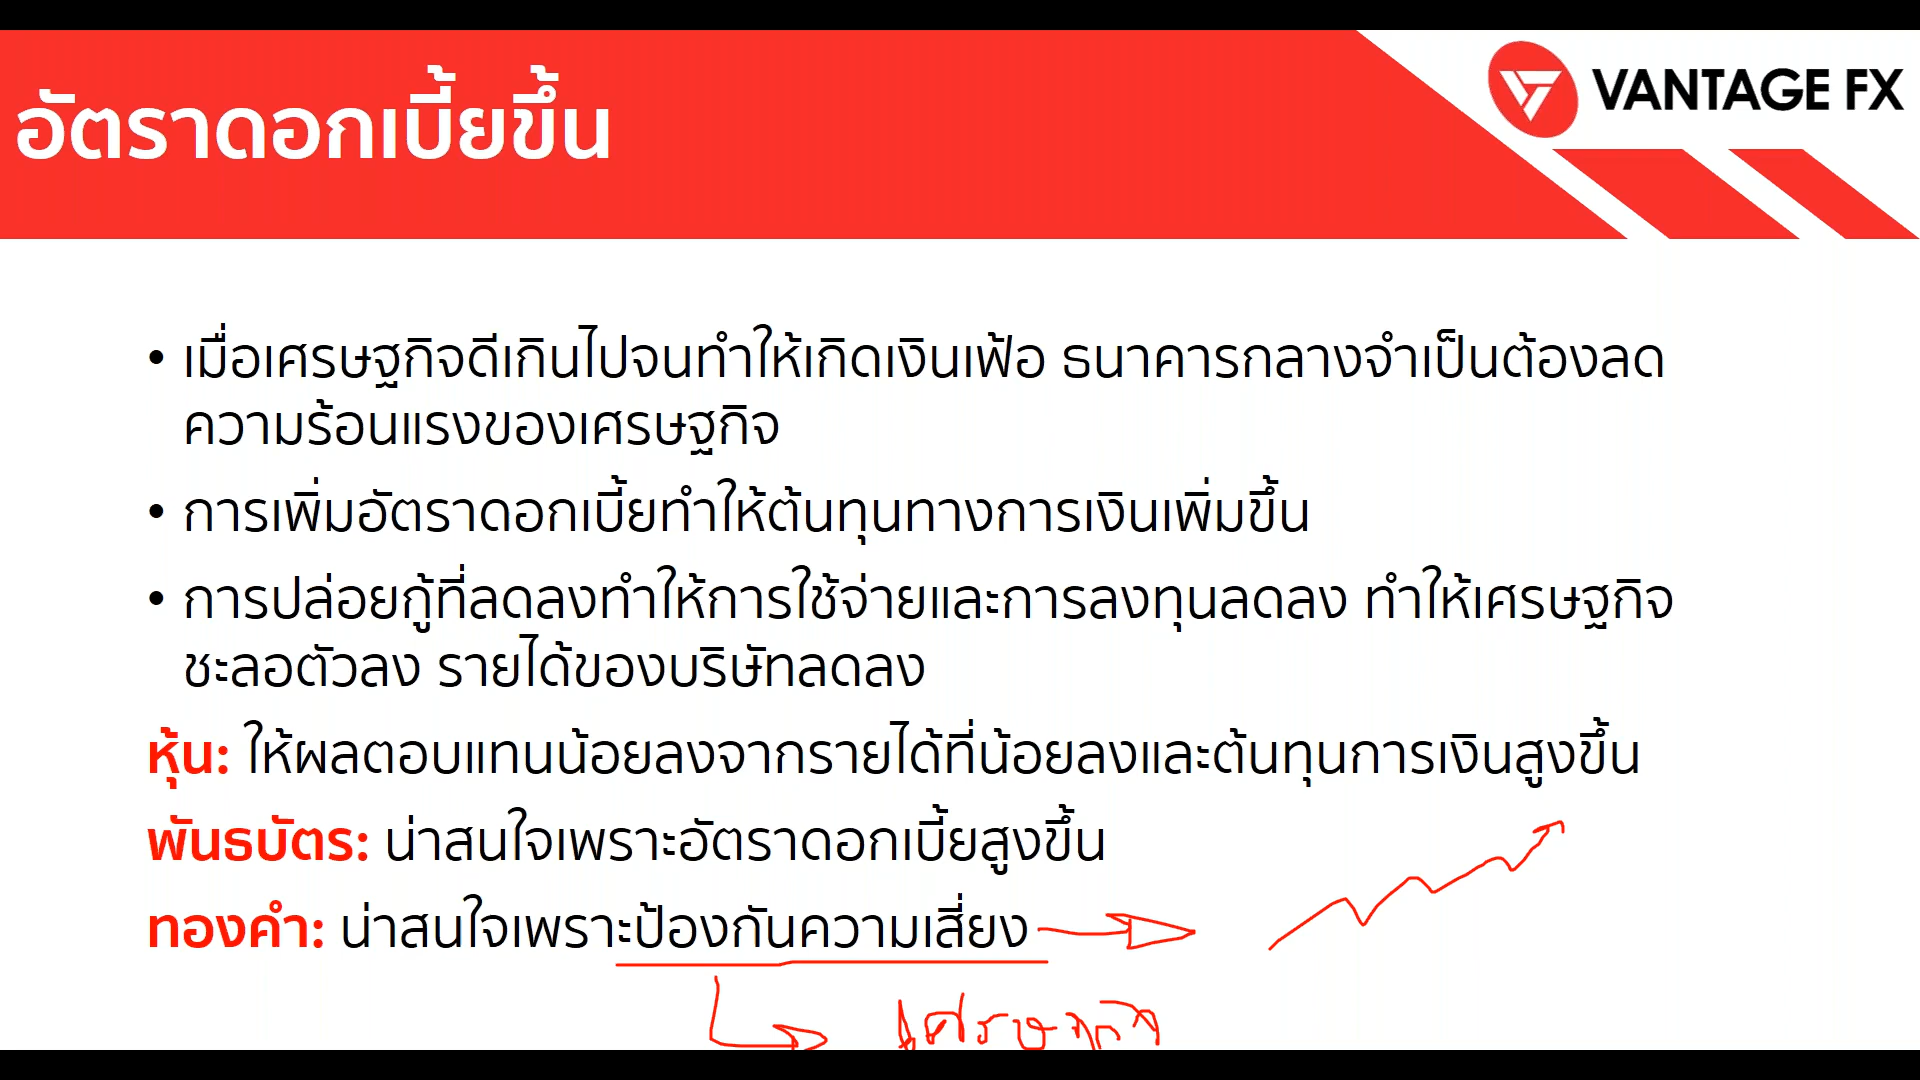 อัตราดอกเบี้ยขึ้น
VANTAGE FX
• เมื่อเศรษฐกิจดีเกินไปจนทำให้เกิดเงินเฟ้อ ธนาคารกลางจำเป็นต้องลด
ความร้อนแรงของเศรษฐกิจ
• การเพิ่มอัตราดอกเบี้ยทำให้ต้นทุนทางการเงินเพิ่มขึ้น
• การปล่อยกู้ที่ลดลงทำให้การใช้จ่ายและการลงทุนลดลง ทำให้เศรษฐกิจ
ชะลอตัวลง รายได้ของบริษัทลดลง
หุ้น: ให้ผลตอบแทนน้อยลงจากรายได้ที่น้อยลงและต้นทุนการเงินสูงขึ้น
พันธบัตร: น่าสนใจเพราะอัตราดอกเบี้ยสูงขึ้น
ทองคำ: น่าสนใจเพราะป้องกันความเสี่ยง